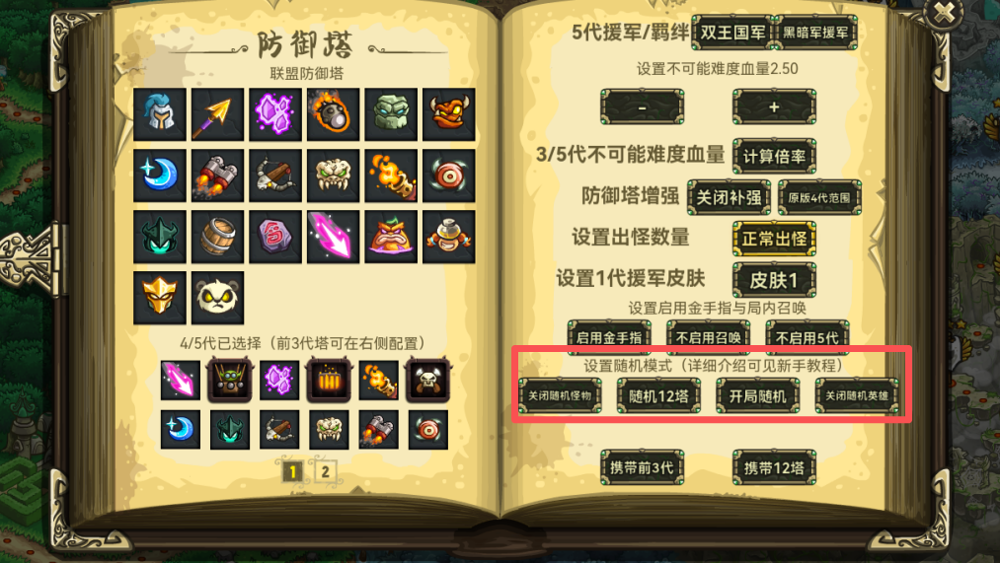 防御塔
联盟防御塔
4/5代已选择（前3代塔可在右侧配置）
1 2
5代援军/羁绊 双王国军 黑暗军援军
设置不可能难度血量2.50
- +
3/5代不可能难度血量 计算倍率
防御塔增强 关闭补强 原版4代范围
设置出怪数量 正常出怪
设置1代援军皮肤 皮肤1
设置启用金手指与局内召唤
启用金手指 不启用召唤 不启用5代
设置随机模式（详细介绍可见新手教程）
关闭随机怪物 随机12塔 开局随机 关闭随机英雄
携带前3代 携带12塔